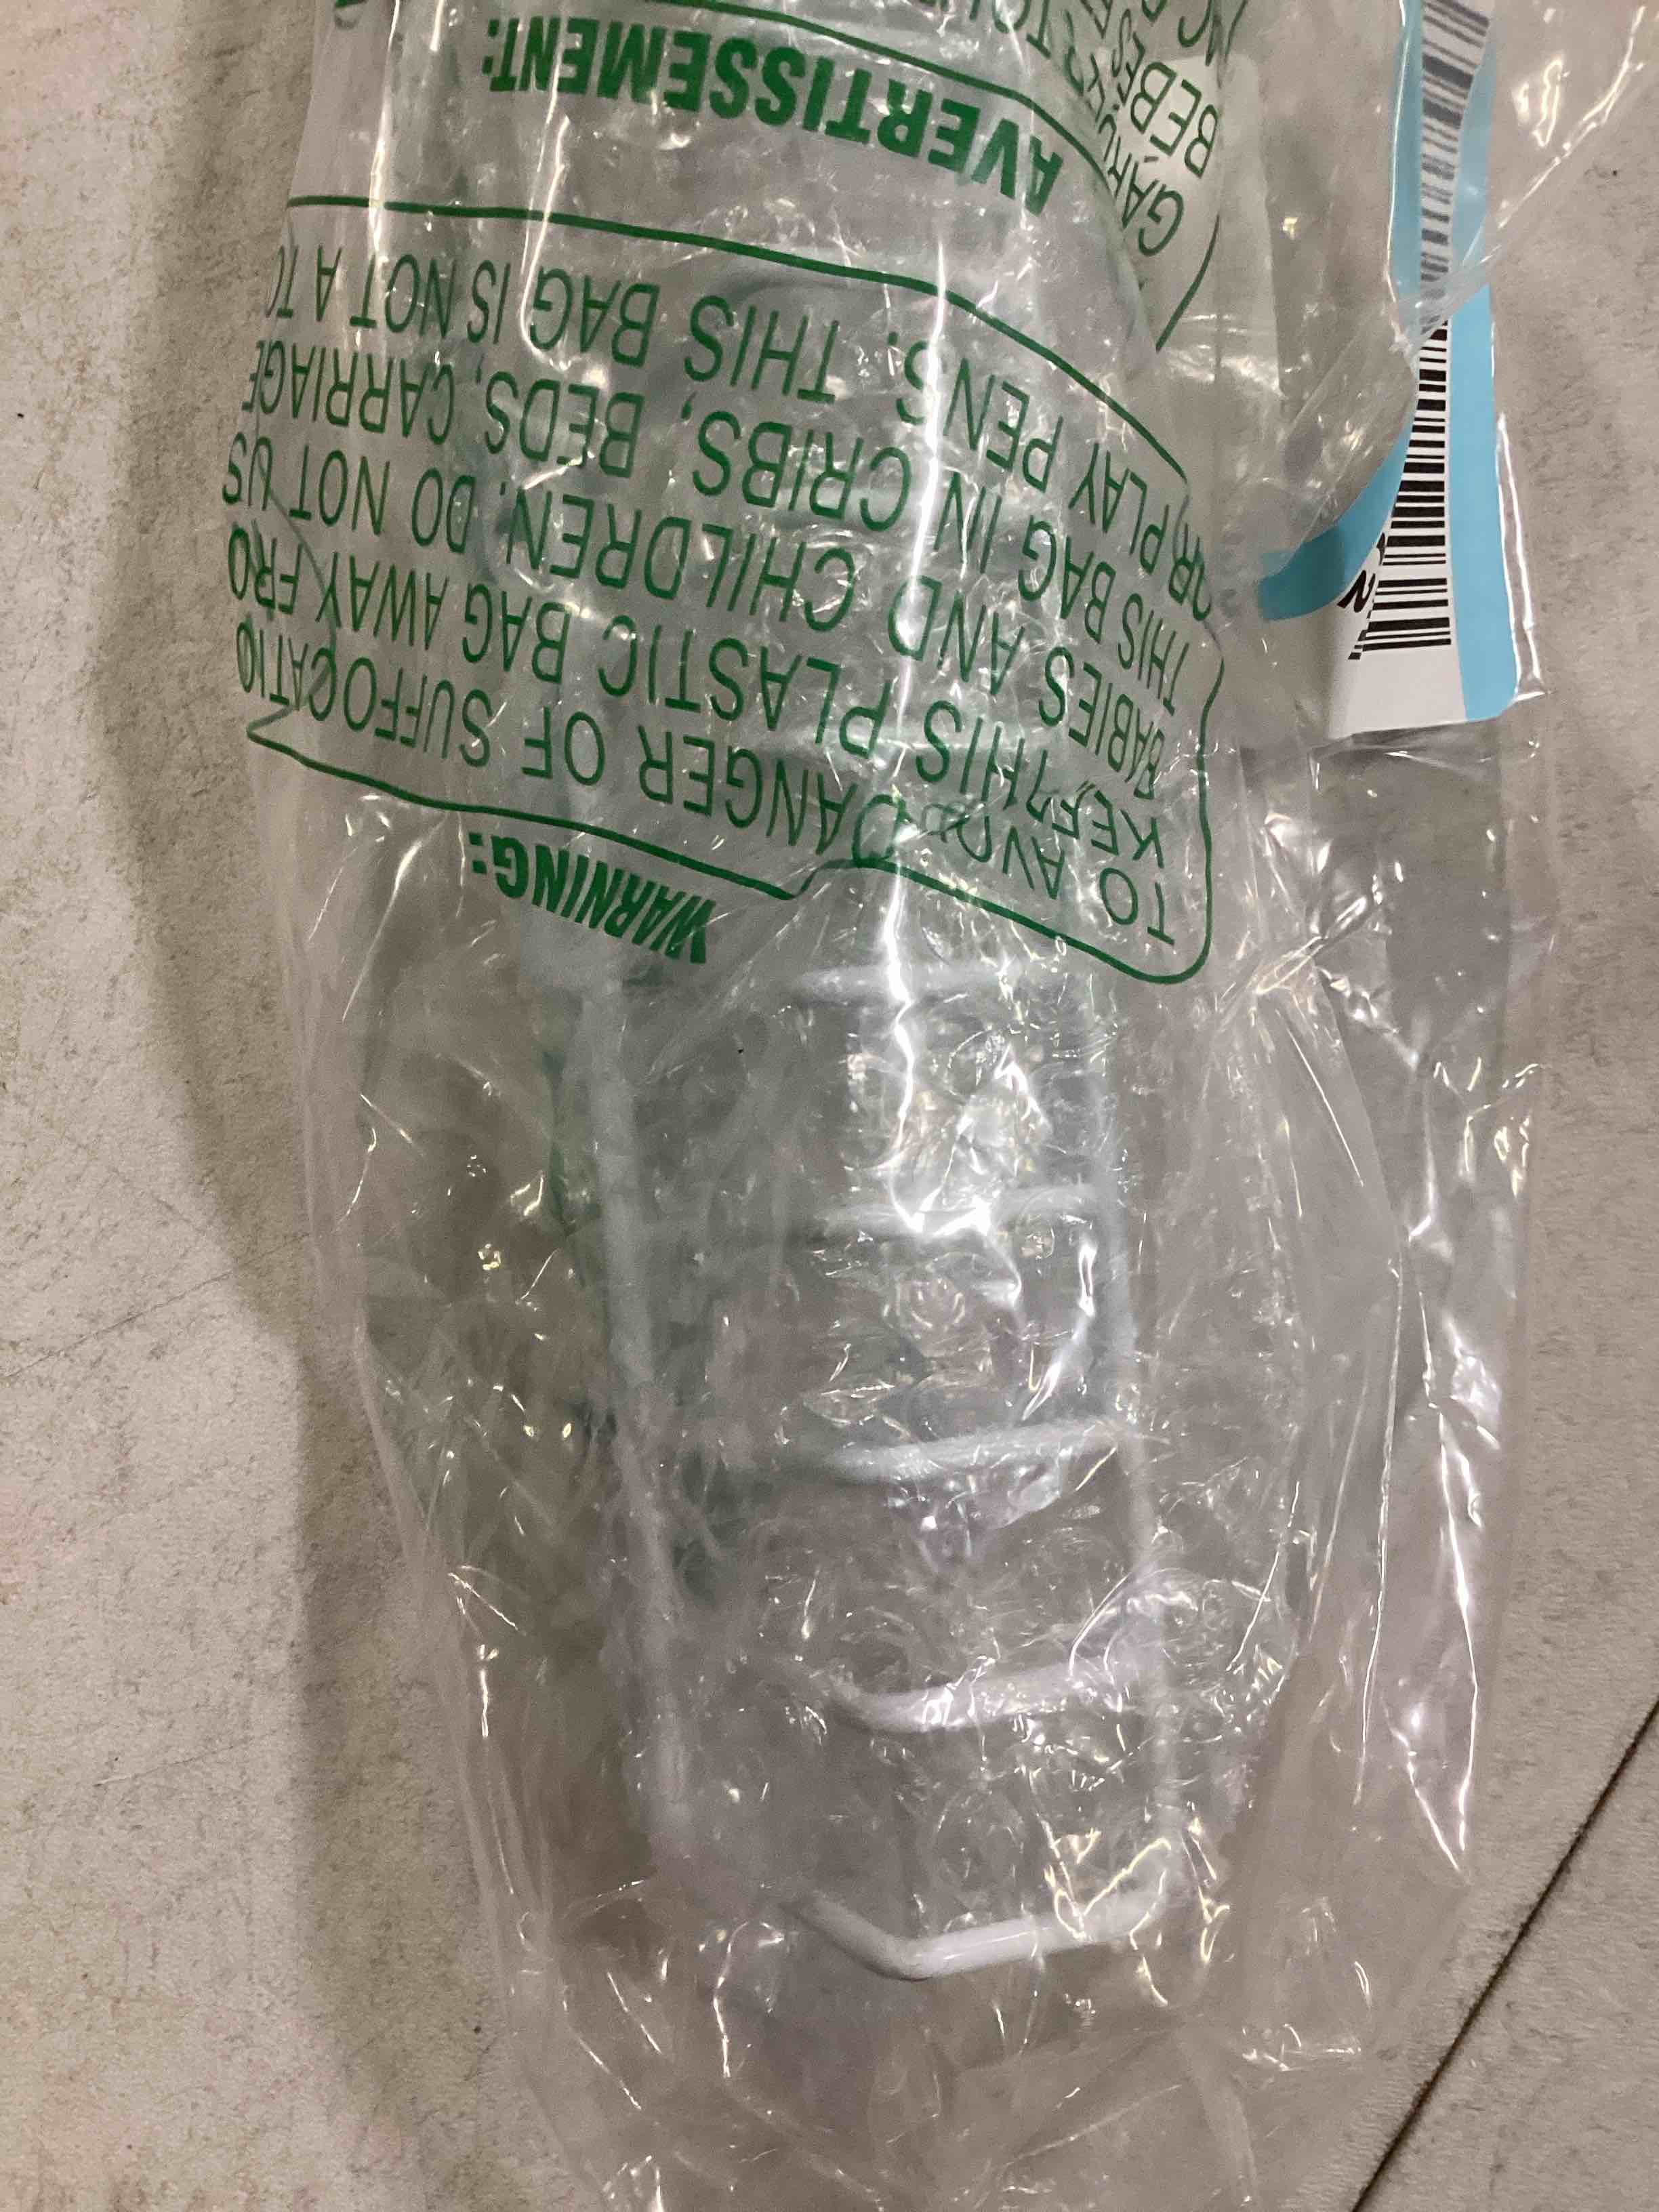 WARNING:
TO AVOID DANGER OF SUFFOCATIO
KEEP THIS PLASTIC BAG AWAY FRO
BABIES AND CHILDREN. DO NOT US
THIS BAG IN CRIBS, BEDS, CARRIAGE
OR PLAY PENS. THIS BAG IS NOT A TO
AVERTISSEMENT: